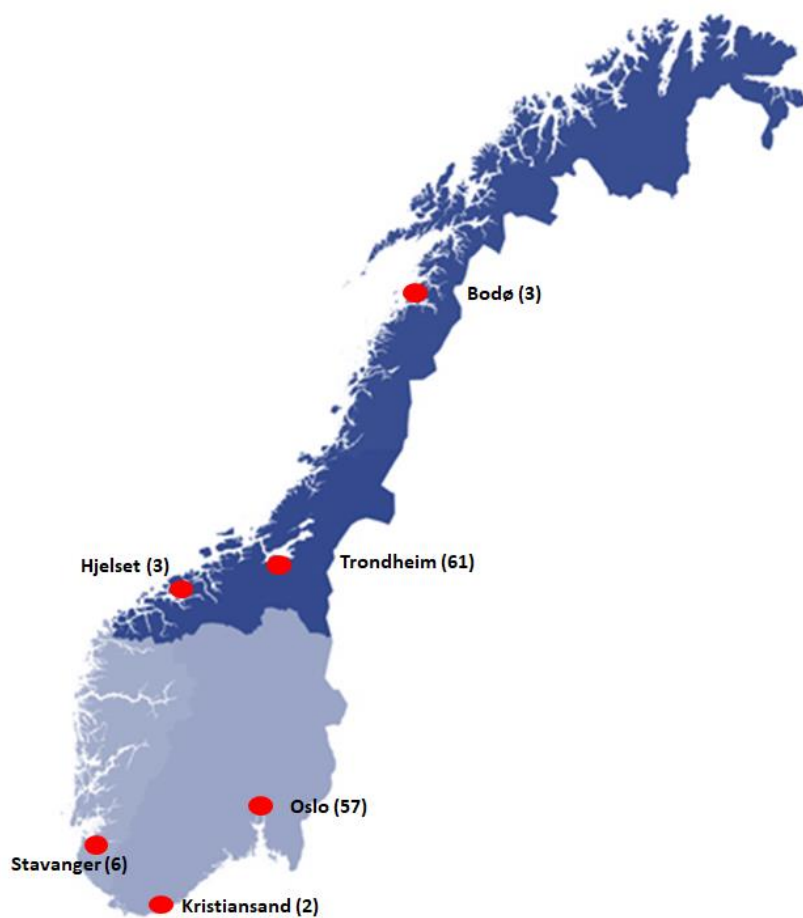 Bodø (3)
Hjelset (3)
Trondheim (61)
Oslo (57)
Stavanger (6)
Kristiansand (2)